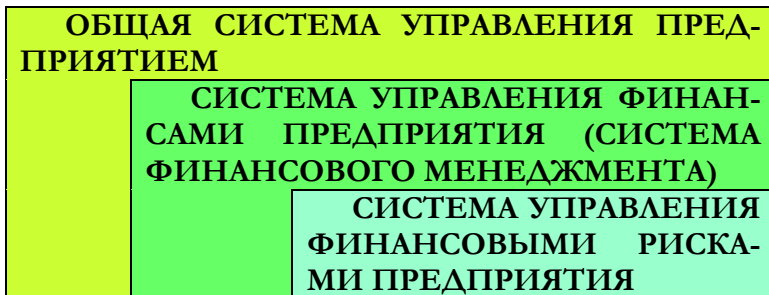 ОБЩАЯ СИСТЕМА УПРАВЛЕНИЯ ПРЕД-
ПРИЯТИЕМ
СИСТЕМА УПРАВЛЕНИЯ ФИНАН-
САМИ ПРЕДПРИЯТИЯ (СИСТЕМА
ФИНАНСОВОГО МЕНЕДЖМЕНТА)
СИСТЕМА УПРАВЛЕНИЯ
ФИНАНСОВЫМИ РИСКА-
МИ ПРЕДПРИЯТИЯ